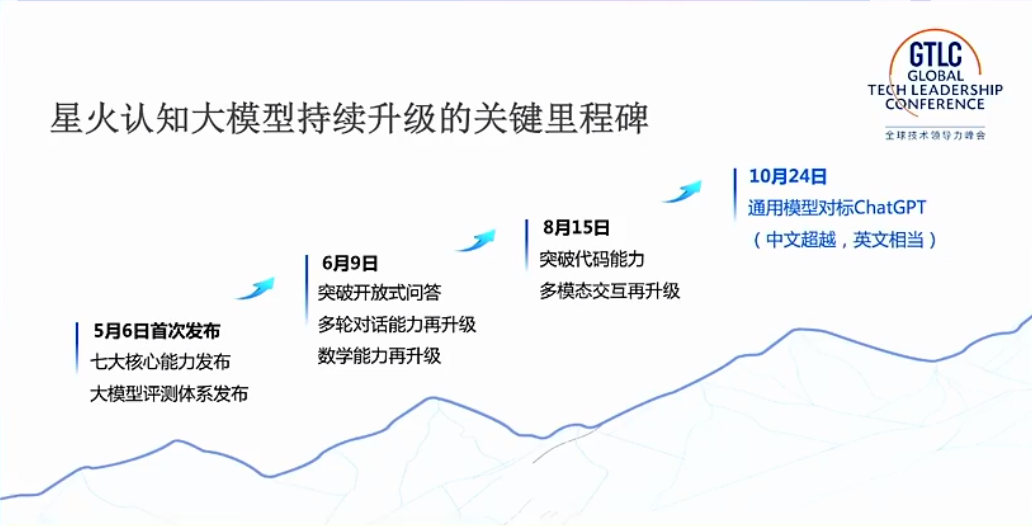 GTLC
GLOBAL
TECH LEADERSHIP
CONFERENCE
全球技术领导力峰会
星火认知大模型持续升级的关键里程碑
5月6日首次发布
七大核心能力发布
大模型评测体系发布
6月9日
突破开放式问答
多轮对话能力再升级
数学能力再升级
8月15日
突破代码能力
多模态交互再升级
10月24日
通用模型对标ChatGPT
（中文超越，英文相当）